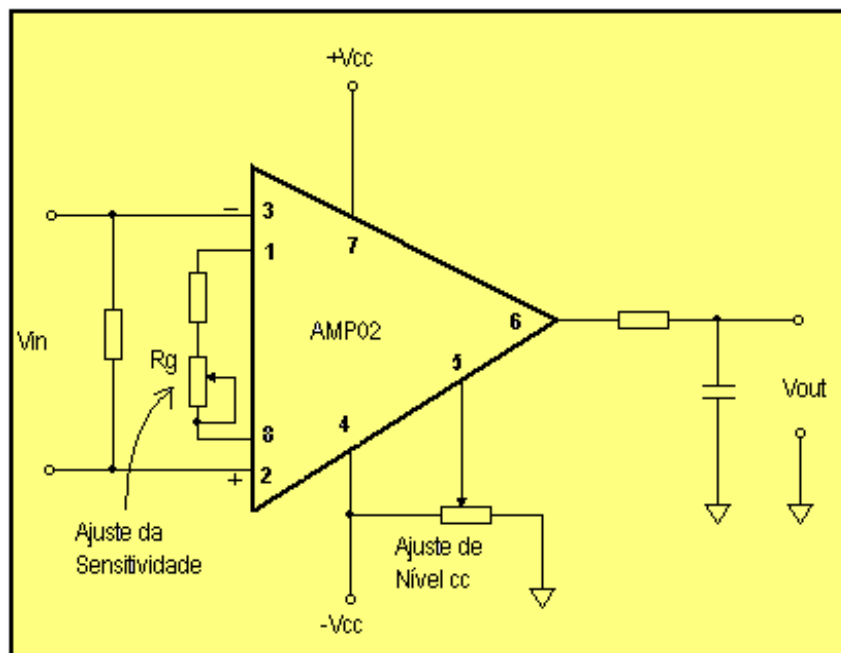 +Vcc
−
3
1
7
AMP02
6
Vin
Rg
5
Vout
8
4
2
+
Ajuste da
Sensitividade
Ajuste de
Nível cc
-Vcc